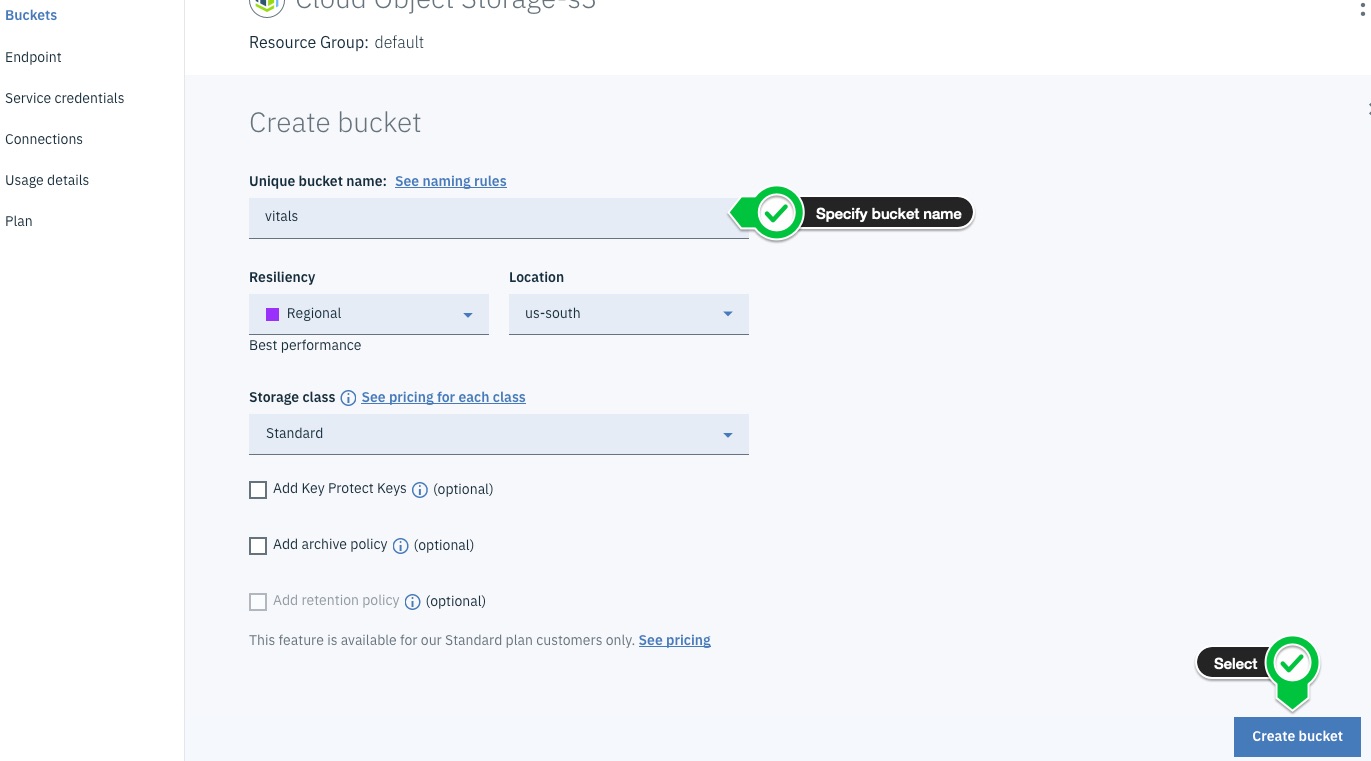 Buckets
Endpoint
Service credentials
Connections
Usage details
Plan
Cloud Object Storage-s3
Resource Group: default
Create bucket
Unique bucket name: See naming rules
vitals
Specify bucket name
Resiliency
Location
Regional
us-south
Best performance
Storage class See pricing for each class
Standard
Add Key Protect Keys (optional)
Add archive policy (optional)
Add retention policy (optional)
This feature is available for our Standard plan customers only. See pricing
Select
Create bucket